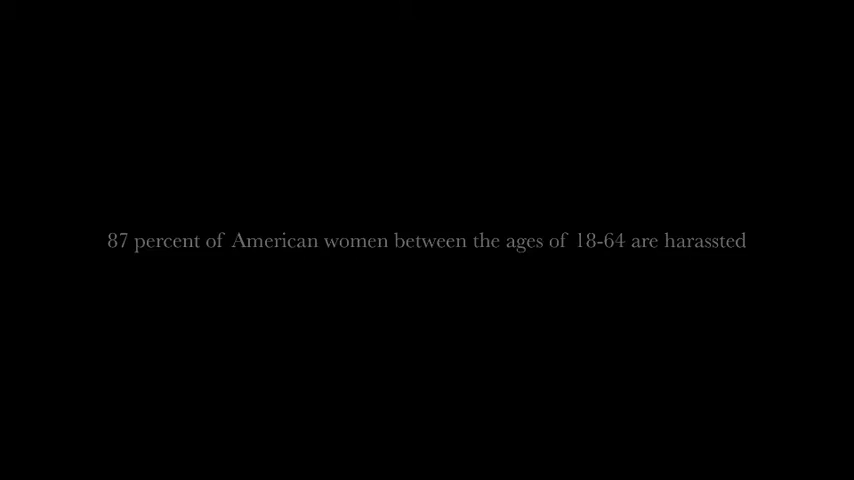 87 percent of American women between the ages of 18-64 are harassted